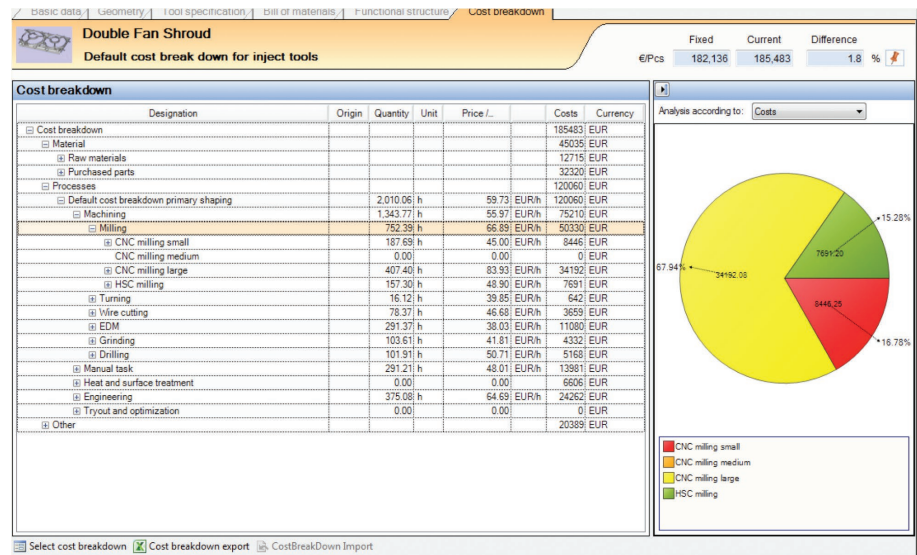 Basic data Geometry Tool specification Bill of materials Functional structure Cost breakdown
Double Fan Shroud
Default cost break down for inject tools
Fixed Current Difference
€/Pcs 182,136 185,483 1.8 %
Cost breakdown
Designation Origin Quantity Unit Price /... Costs Currency
Cost breakdown 185483 EUR
Material 45035 EUR
Raw materials 12715 EUR
Purchased parts 32320 EUR
Processes 120060 EUR
Default cost breakdown primary shaping 2,010.06 h 59.73 EUR/h 120060 EUR
Machining 1,343.77 h 55.97 EUR/h 75210 EUR
Milling 752.39 h 66.89 EUR/h 50330 EUR
CNC milling small 187.69 h 45.00 EUR/h 8446 EUR
CNC milling medium 0.00 0.00 0 EUR
CNC milling large 407.40 h 83.93 EUR/h 34192 EUR
HSC milling 157.30 h 48.90 EUR/h 7691 EUR
Turning 16.12 h 39.85 EUR/h 642 EUR
Wire cutting 78.37 h 46.68 EUR/h 3659 EUR
EDM 291.37 h 38.03 EUR/h 11080 EUR
Grinding 103.61 h 41.81 EUR/h 4332 EUR
Drilling 101.91 h 50.71 EUR/h 5168 EUR
Manual task 291.21 h 48.01 EUR/h 13981 EUR
Heat and surface treatment 0.00 0.00 6606 EUR
Engineering 375.08 h 64.69 EUR/h 24262 EUR
Tryout and optimization 0.00 0.00 0 EUR
Other 20389 EUR
Analysis according to: Costs
15.28%
7691.20
67.94%
34192.08
8446.25
16.78%
CNC milling small
CNC milling medium
CNC milling large
HSC milling
Select cost breakdown Cost breakdown export CostBreakDown Import